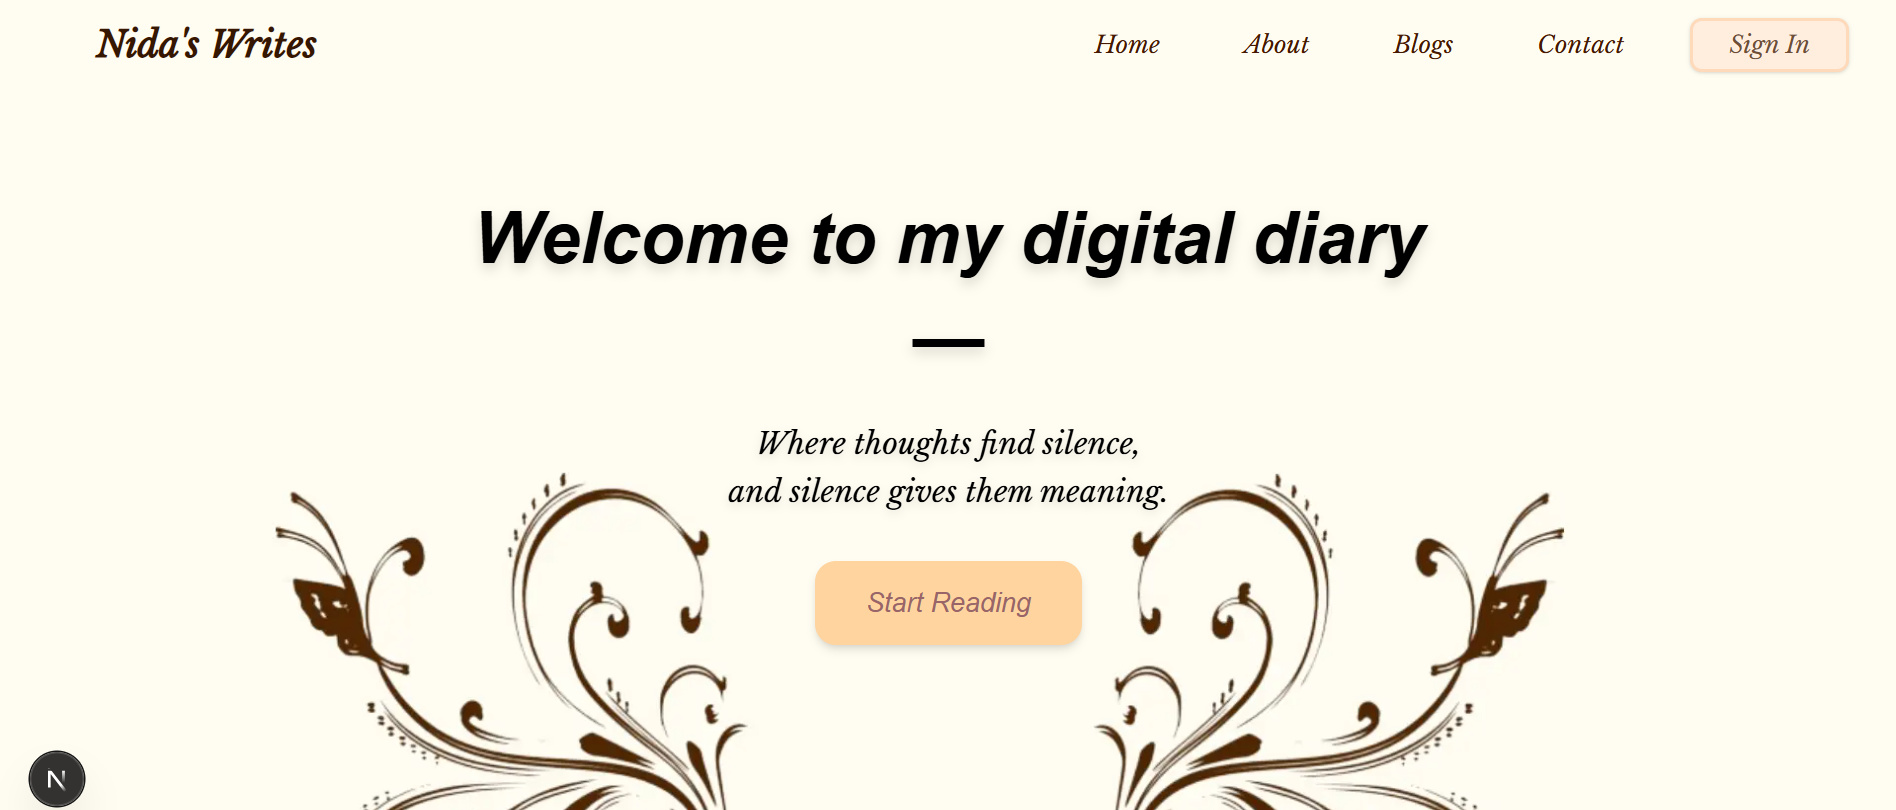 Nida's Writes
Home About Blogs Contact Sign In
Welcome to my digital diary
—
Where thoughts find silence,
and silence gives them meaning.
Start Reading
N